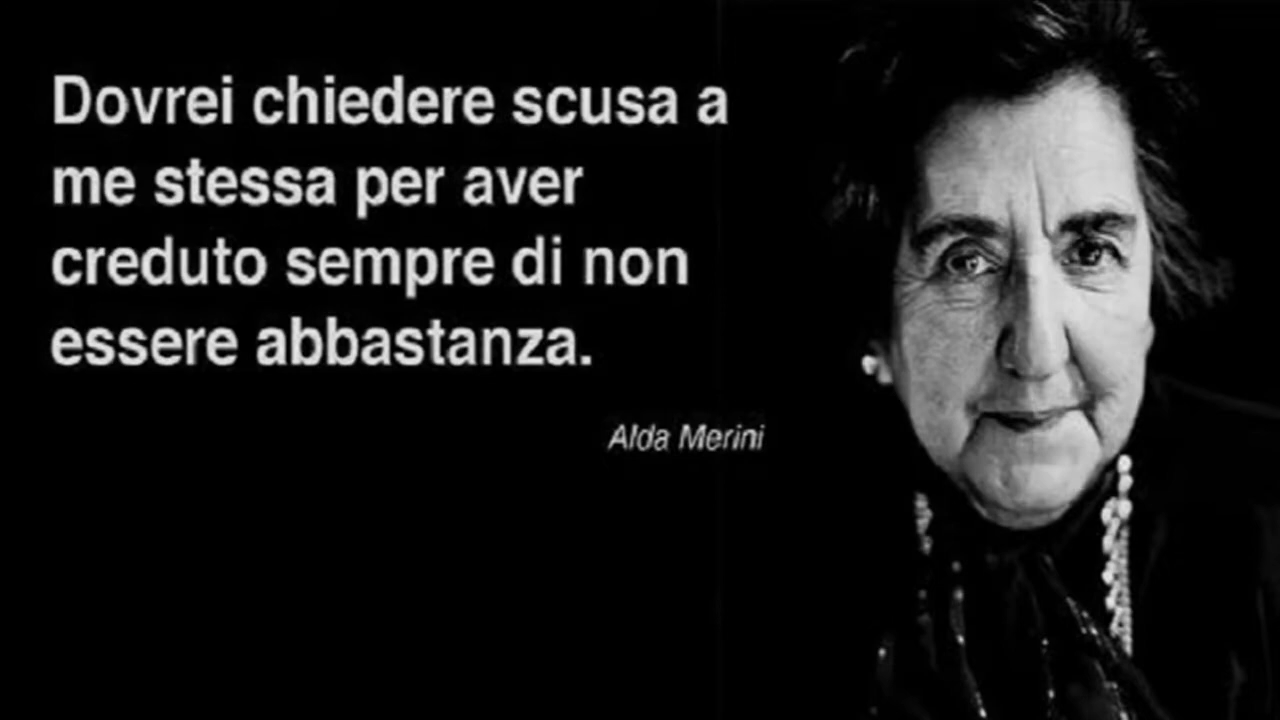 Dovrei chiedere scusa a
me stessa per aver
creduto sempre di non
essere abbastanza.
Alda Merini